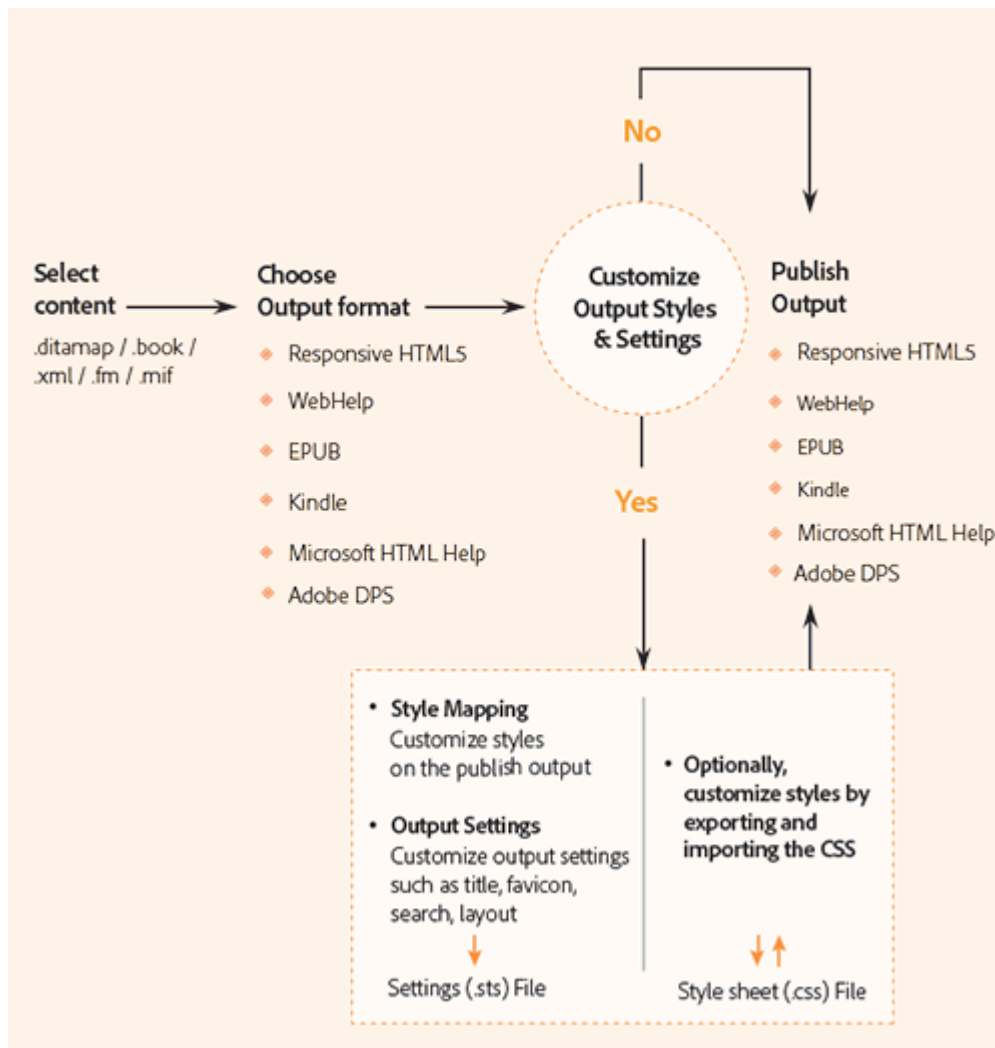 No
Select
content
.ditamap / .book /
.xml / .fm / .mif
Choose
Output format
Responsive HTML5
WebHelp
EPUB
Kindle
Microsoft HTML Help
Adobe DPS
Customize
Output Styles
& Settings
Yes
Publish
Output
Responsive HTML5
WebHelp
EPUB
Kindle
Microsoft HTML Help
Adobe DPS
• Style Mapping
Customize styles
on the publish output
• Output Settings
Customize output settings
such as title, favicon,
search, layout
Settings (.sts) File
• Optionally,
customize styles by
exporting and
importing the CSS
Style sheet (.css) File